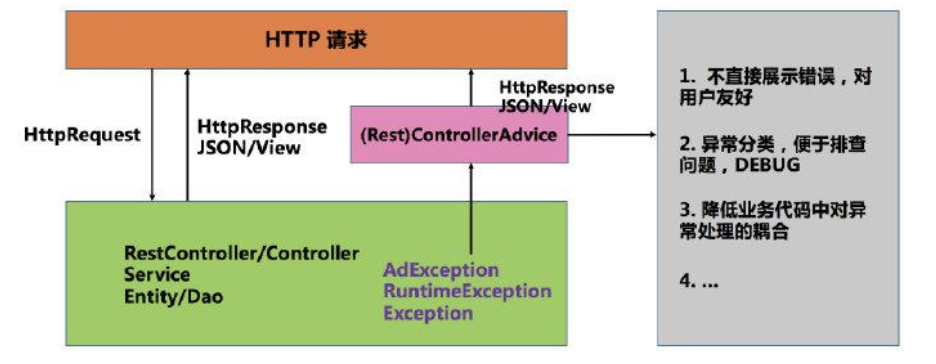 HTTP 请求
HttpRequest
HttpResponse
JSON/View
HttpResponse
JSON/View
(Rest)ControllerAdvice
RestController/Controller
Service
Entity/Dao
AdException
RuntimeException
Exception
1. 不直接展示错误，对
用户友好
2. 异常分类，便于排查
问题，DEBUG
3. 降低业务代码中对异
常处理的耦合
4. ...